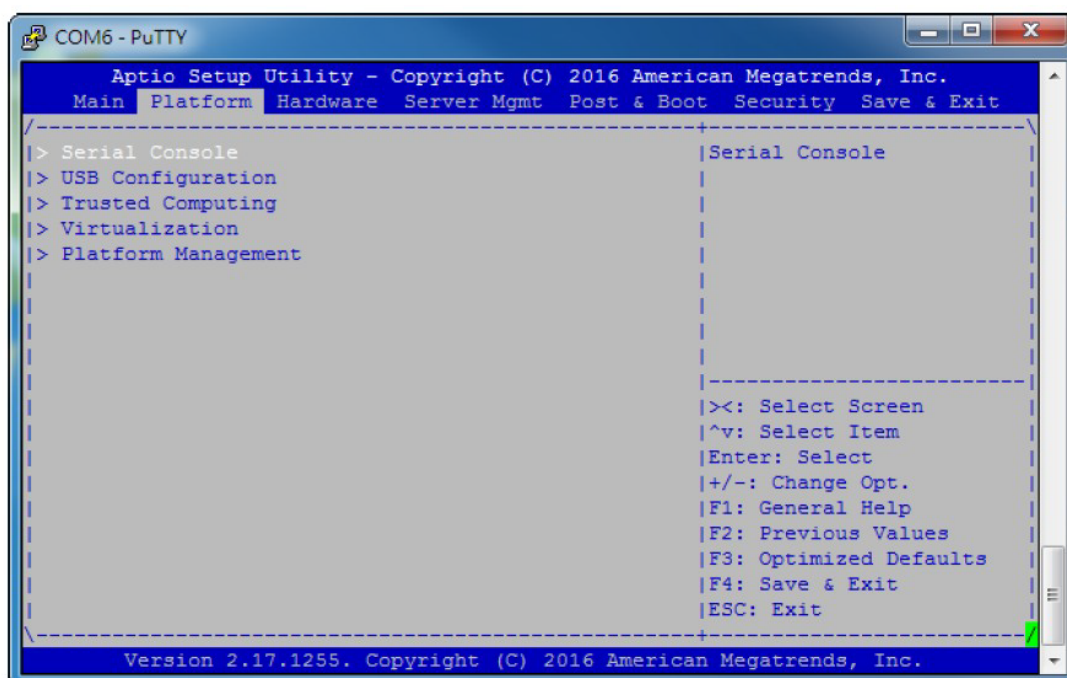 COM6 - PuTTY
Aptio Setup Utility - Copyright (C) 2016 American Megatrends, Inc.
Main Platform Hardware Server Mgmt Post & Boot Security Save & Exit
/----------------------------------------------------+-------------------------\
|> Serial Console |Serial Console |
|> USB Configuration | |
|> Trusted Computing | |
|> Virtualization | |
|> Platform Management | |
| | |
| | |
| | |
| | |
| |-------------------------|
| |><: Select Screen |
| |^v: Select Item |
| |Enter: Select |
| |+/-: Change Opt. |
| |F1: General Help |
| |F2: Previous Values |
| |F3: Optimized Defaults |
| |F4: Save & Exit |
| |ESC: Exit |
\----------------------------------------------------+-------------------------/
Version 2.17.1255. Copyright (C) 2016 American Megatrends, Inc.